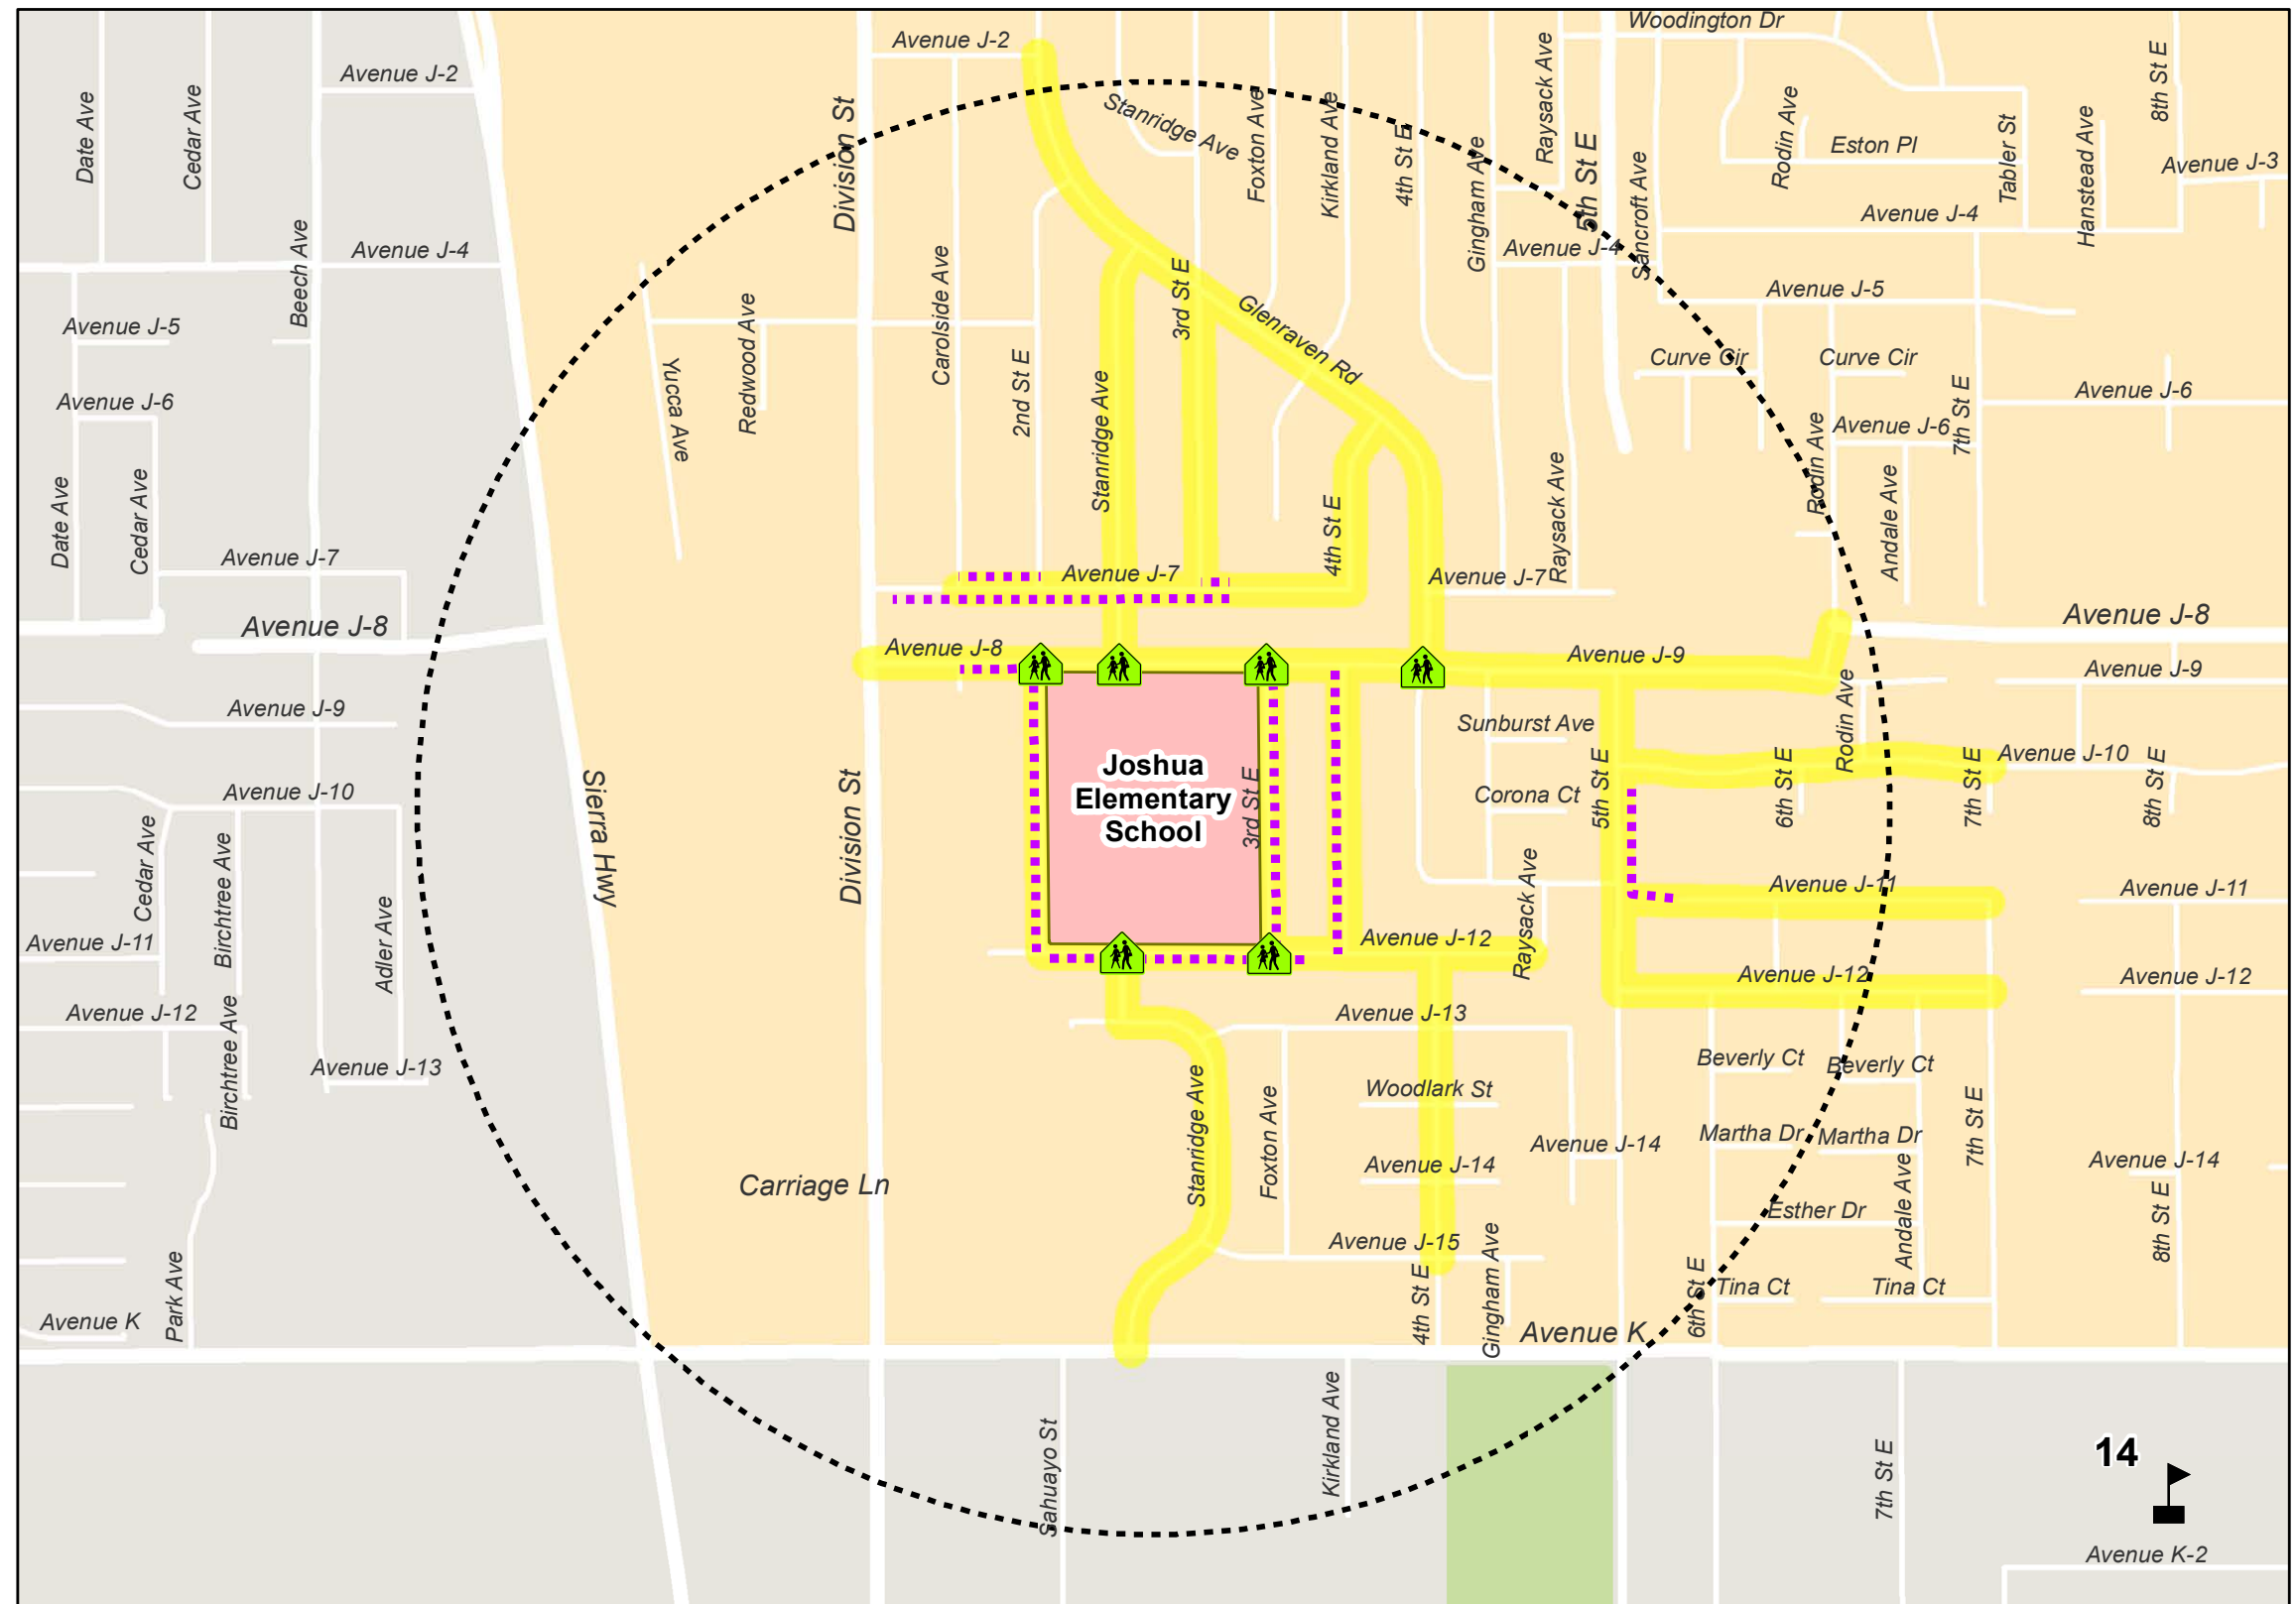 Woodington Dr
Avenue J-2
Avenue J-2
Date Ave
Cedar Ave
Division St
Stanridge Ave
Foxton Ave
Kirkland Ave
4th St E
Gingham Ave
Raysack Ave
5th St E
Sancroft Ave
Rodin Ave
Eston Pl
Tabler St
Hanstead Ave
8th St E
Avenue J-3
Avenue J-4
Avenue J-4
Avenue J-4
Beech Ave
Carolside Ave
3rd St E
Glenraven Rd
Avenue J-5
Avenue J-5
Redwood Ave
Yucca Ave
2nd St E
Stanridge Ave
Curve Cir
Curve Cir
7th St E
Avenue J-6
Avenue J-6
Avenue J-6
Rodin Ave
Date Ave
Cedar Ave
4th St E
Raysack Ave
Andale Ave
Avenue J-7
Avenue J-7
Avenue J-7
Avenue J-8
Avenue J-8
Avenue J-8
Avenue J-9
Avenue J-9
Avenue J-9
Rodin Ave
Sunburst Ave
Joshua
Elementary
School
3rd St E
Sierra Hwy
Division St
Corona Ct
5th St E
6th St E
7th St E
Avenue J-10
8th St E
Avenue J-10
Cedar Ave
Birchtree Ave
Adler Ave
Raysack Ave
Avenue J-11
Avenue J-11
Avenue J-11
Avenue J-12
Avenue J-12
Avenue J-12
Avenue J-12
Birchtree Ave
Avenue J-13
Avenue J-13
Beverly Ct
Beverly Ct
Stanridge Ave
Foxton Ave
Woodlark St
7th St E
Martha Dr
Martha Dr
Avenue J-14
Avenue J-14
Avenue J-14
Carriage Ln
Esther Dr
Andale Ave
8th St E
Avenue J-15
4th St E
Gingham Ave
6th St E
Tina Ct
Tina Ct
Park Ave
Avenue K
Avenue K
Sahuayo St
Kirkland Ave
7th St E
14
Avenue K-2